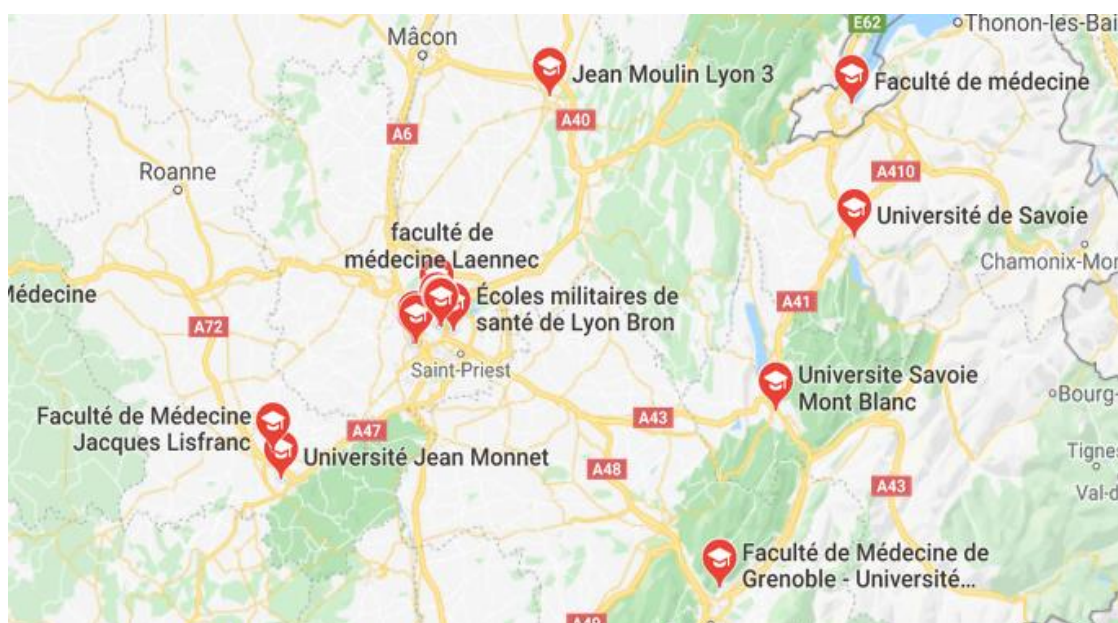 E62
Thonon-les-Bai
Mâcon
Jean Moulin Lyon 3
Faculté de médecine
A40
A6
Roanne
A410
Université de Savoie
faculté de
médecine Laennec
Chamonix-Mor
Médecine
Écoles militaires de
santé de Lyon Bron
A41
A72
Saint-Priest
Universite Savoie
Mont Blanc
Bourg-
Faculté de Médecine
Jacques Lisfranc
A43
A47
Université Jean Monnet
Tignes
A48
A43
Val-d
Faculté de Médecine de
Grenoble - Université...
A49